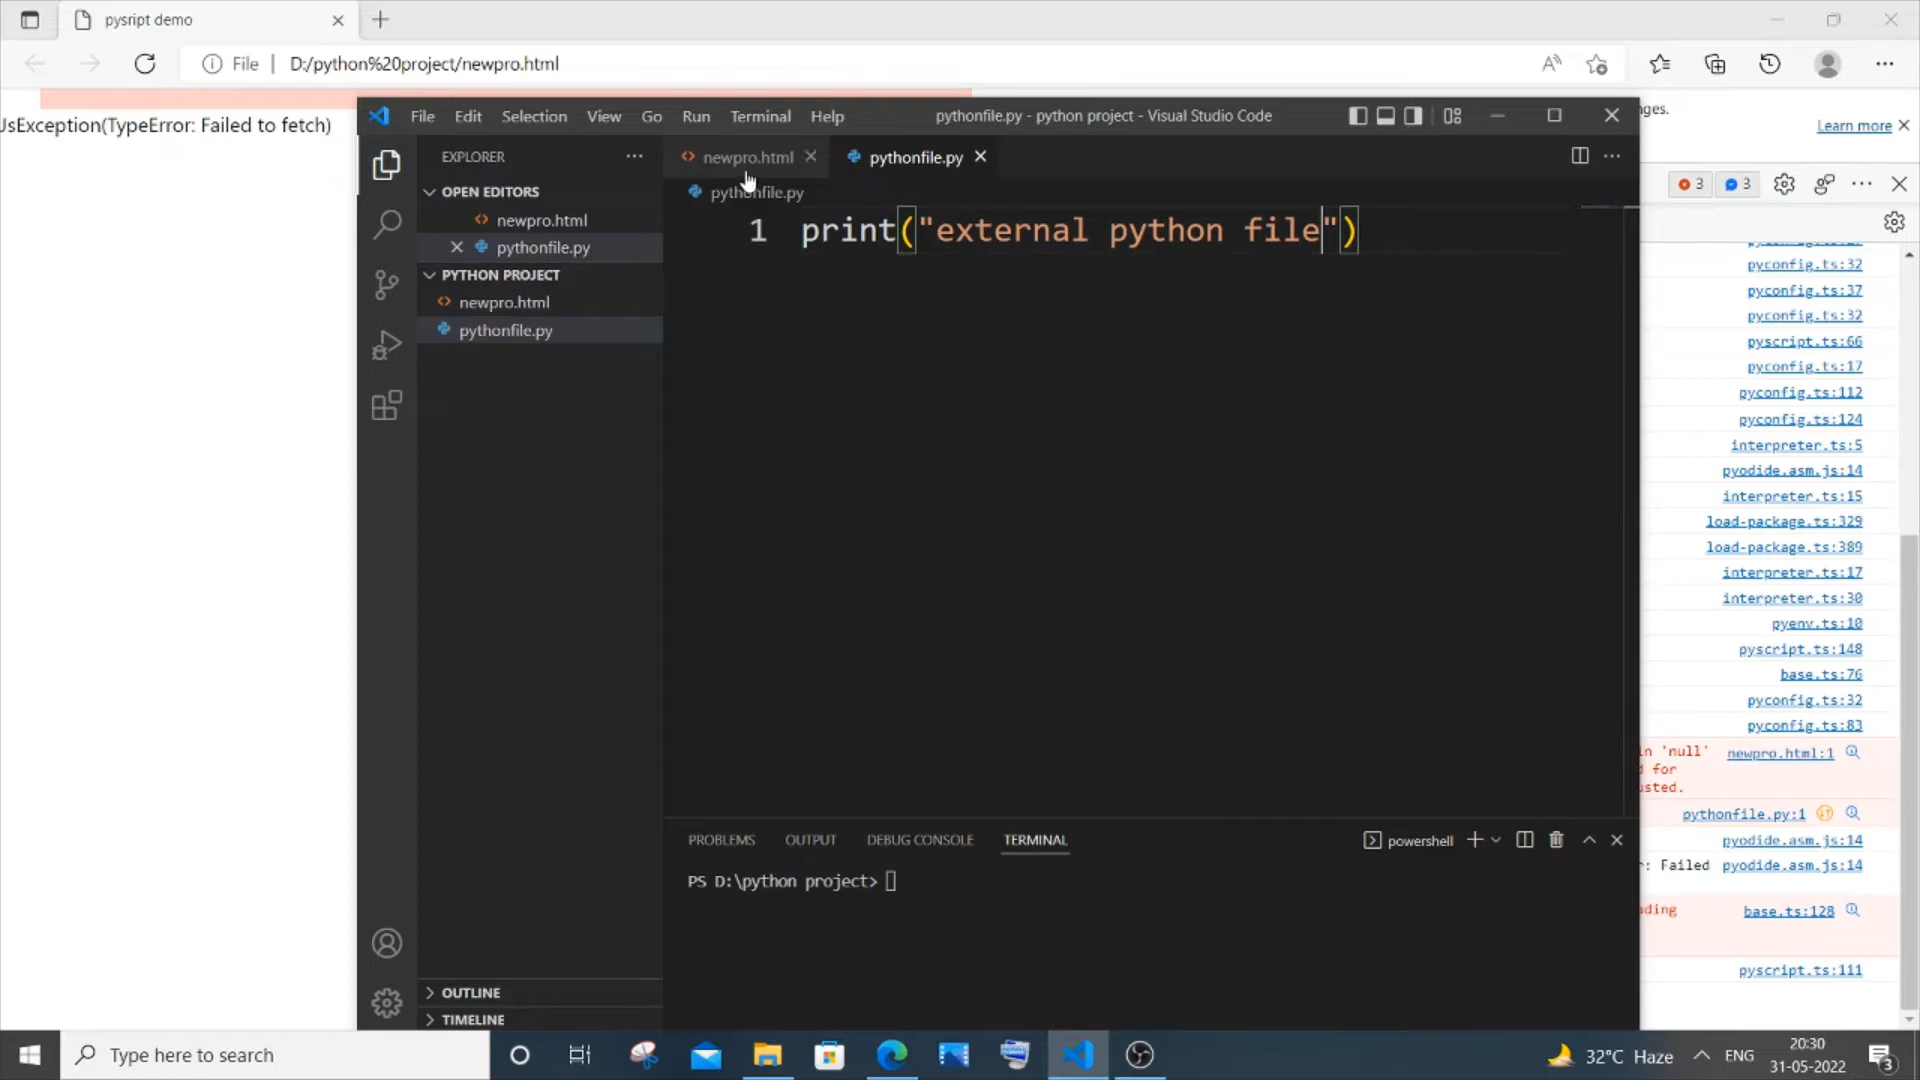 pysript demo
File
D:/python%20project/newpro.html
JsException(TypeError: Failed to fetch)
ges.
Learn more
File Edit Selection View Go Run Terminal Help
pythonfile.py - python project - Visual Studio Code
EXPLORER
OPEN EDITORS
newpro.html
pythonfile.py
PYTHON PROJECT
newpro.html
pythonfile.py
OUTLINE
TIMELINE
newpro.html
pythonfile.py
pythonfile.py
1 print("external python file")
PROBLEMS OUTPUT DEBUG CONSOLE TERMINAL
powershell
PS D:\python project>
3 3
pyconfig.ts:32
pyconfig.ts:37
pyconfig.ts:32
pyscript.ts:66
pyconfig.ts:17
pyconfig.ts:112
pyconfig.ts:124
interpreter.ts:5
pyodide.asm.js:14
interpreter.ts:15
load-package.ts:329
load-package.ts:389
interpreter.ts:17
interpreter.ts:30
pyenv.ts:10
pyscript.ts:148
base.ts:76
pyconfig.ts:32
pyconfig.ts:83
in 'null' newpro.html:1
d for
usted.
pythonfile.py:1
pyodide.asm.js:14
r: Failed pyodide.asm.js:14
ading base.ts:128
pyscript.ts:111
Type here to search
32°C Haze
ENG
20:30
31-05-2022
3